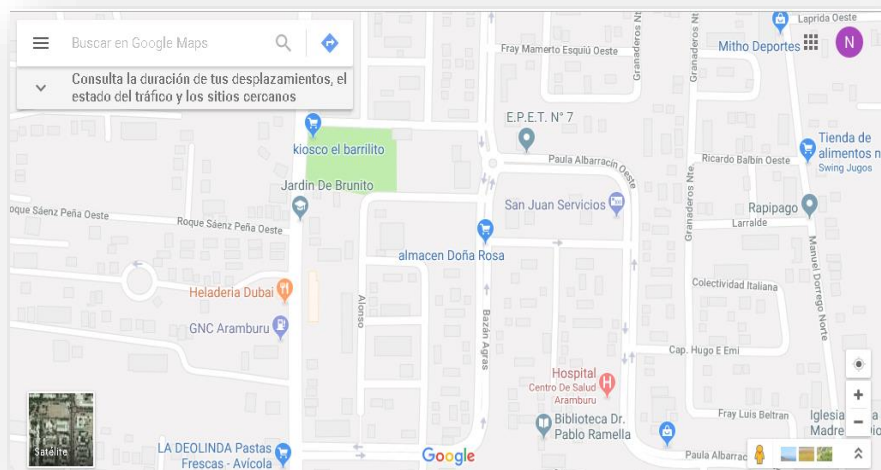 Buscar en Google Maps
Consulta la duración de tus desplazamientos, el
estado del tráfico y los sitios cercanos
Laprida Oeste
Mitho Deportes
N
Fray Mamerto Esquiú Oeste
Granaderos Nte.
Granaderos Nte.
E.P.E.T. N° 7
kiosco el barrilito
Tienda de
alimentos n
Swing Jugos
Paula Albarracín Oeste
Ricardo Balbín Oeste
Jardin De Brunito
San Juan Servicios
Rapipago
oque Sáenz Peña Oeste
Roque Sáenz Peña Oeste
Larralde
almacen Doña Rosa
Manuel Dorrego Norte
Heladeria Dubai
Colectividad Italiana
Alonso
Bazán Agras
GNC Aramburu
Cap. Hugo E Emi
Hospital
Centro De Salud
Aramburu
Biblioteca Dr.
Pablo Ramella
Fray Luis Beltran
Iglesia
Madre
Satélite
LA DEOLINDA Pastas
Frescas - Avícola
Google
Paula Albarrac